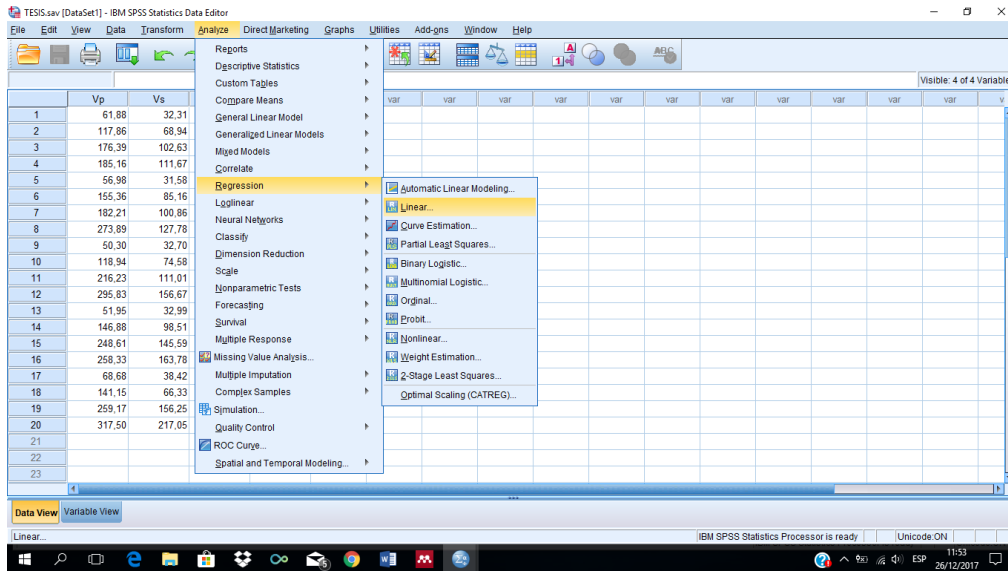 TESIS.sav [DataSet1] - IBM SPSS Statistics Data Editor
File Edit View Data Transform Analyze Direct Marketing Graphs Utilities Add-ons Window Help
Visible: 4 of 4 Variable
Vp Vs var var var var var var var var var var var v
1 61,88 32,31
2 117,86 68,94
3 176,39 102,63
4 185,16 111,67
5 56,98 31,58
6 155,36 85,16
7 182,21 100,86
8 273,89 127,78
9 50,30 32,70
10 118,94 74,58
11 216,23 111,01
12 295,83 156,67
13 51,95 32,99
14 146,88 98,51
15 248,61 145,59
16 258,33 163,78
17 68,68 38,42
18 141,15 66,33
19 259,17 156,25
20 317,50 217,05
21
22
23
Reports
Descriptive Statistics
Custom Tables
Compare Means
General Linear Model
Generalized Linear Models
Mixed Models
Correlate
Regression
Loglinear
Neural Networks
Classify
Dimension Reduction
Scale
Nonparametric Tests
Forecasting
Survival
Multiple Response
Missing Value Analysis...
Multiple Imputation
Complex Samples
Simulation...
Quality Control
ROC Curve...
Spatial and Temporal Modeling...
Automatic Linear Modeling...
Linear...
Curve Estimation...
Partial Least Squares...
Binary Logistic...
Multinomial Logistic...
Ordinal...
Probit...
Nonlinear...
Weight Estimation...
2-Stage Least Squares...
Optimal Scaling (CATREG)...
Data View Variable View
Linear... IBM SPSS Statistics Processor is ready Unicode:ON
ESP 11:53
26/12/2017